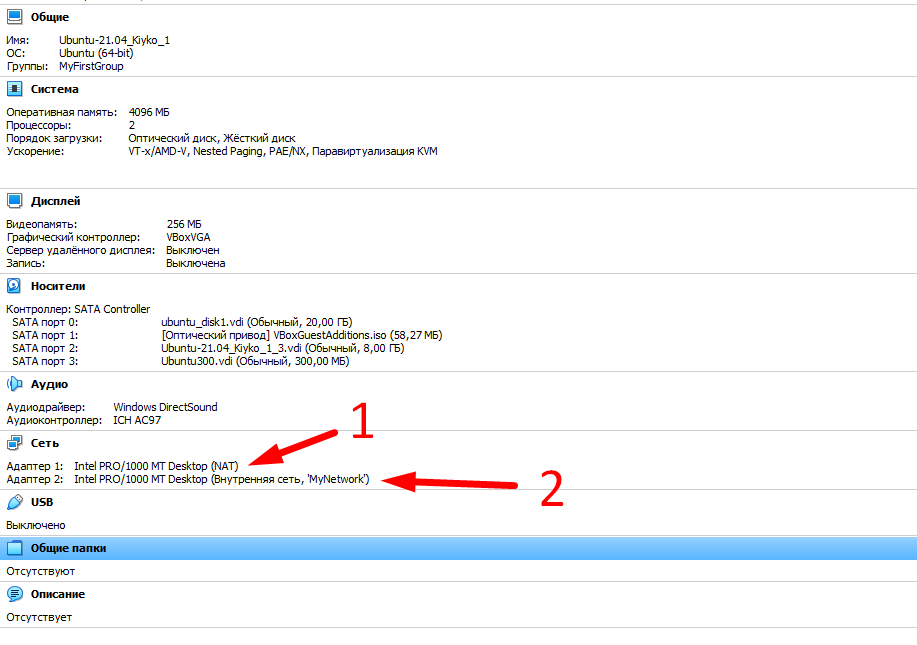 Общие
Имя: Ubuntu-21.04_Kiyko_1
ОС: Ubuntu (64-bit)
Группы: MyFirstGroup
Система
Оперативная память: 4096 МБ
Процессоры: 2
Порядок загрузки: Оптический диск, Жёсткий диск
Ускорение: VT-x/AMD-V, Nested Paging, PAE/NX, Паравиртуализация KVM
Дисплей
Видеопамять: 256 МБ
Графический контроллер: VBoxVGA
Сервер удалённого дисплея: Выключен
Запись: Выключена
Носители
Контроллер: SATA Controller
SATA порт 0: ubuntu_disk1.vdi (Обычный, 20,00 ГБ)
SATA порт 1: [Оптический привод] VBoxGuestAdditions.iso (58,27 МБ)
SATA порт 2: Ubuntu-21.04_Kiyko_1_3.vdi (Обычный, 8,00 ГБ)
SATA порт 3: Ubuntu300.vdi (Обычный, 300,00 МБ)
Аудио
Аудиодрайвер: Windows DirectSound
Аудиоконтроллер: ICH AC97
1
Сеть
Адаптер 1: Intel PRO/1000 MT Desktop (NAT)
Адаптер 2: Intel PRO/1000 MT Desktop (Внутренняя сеть, 'MyNetwork')
2
USB
Выключено
Общие папки
Отсутствуют
Описание
Отсутствует